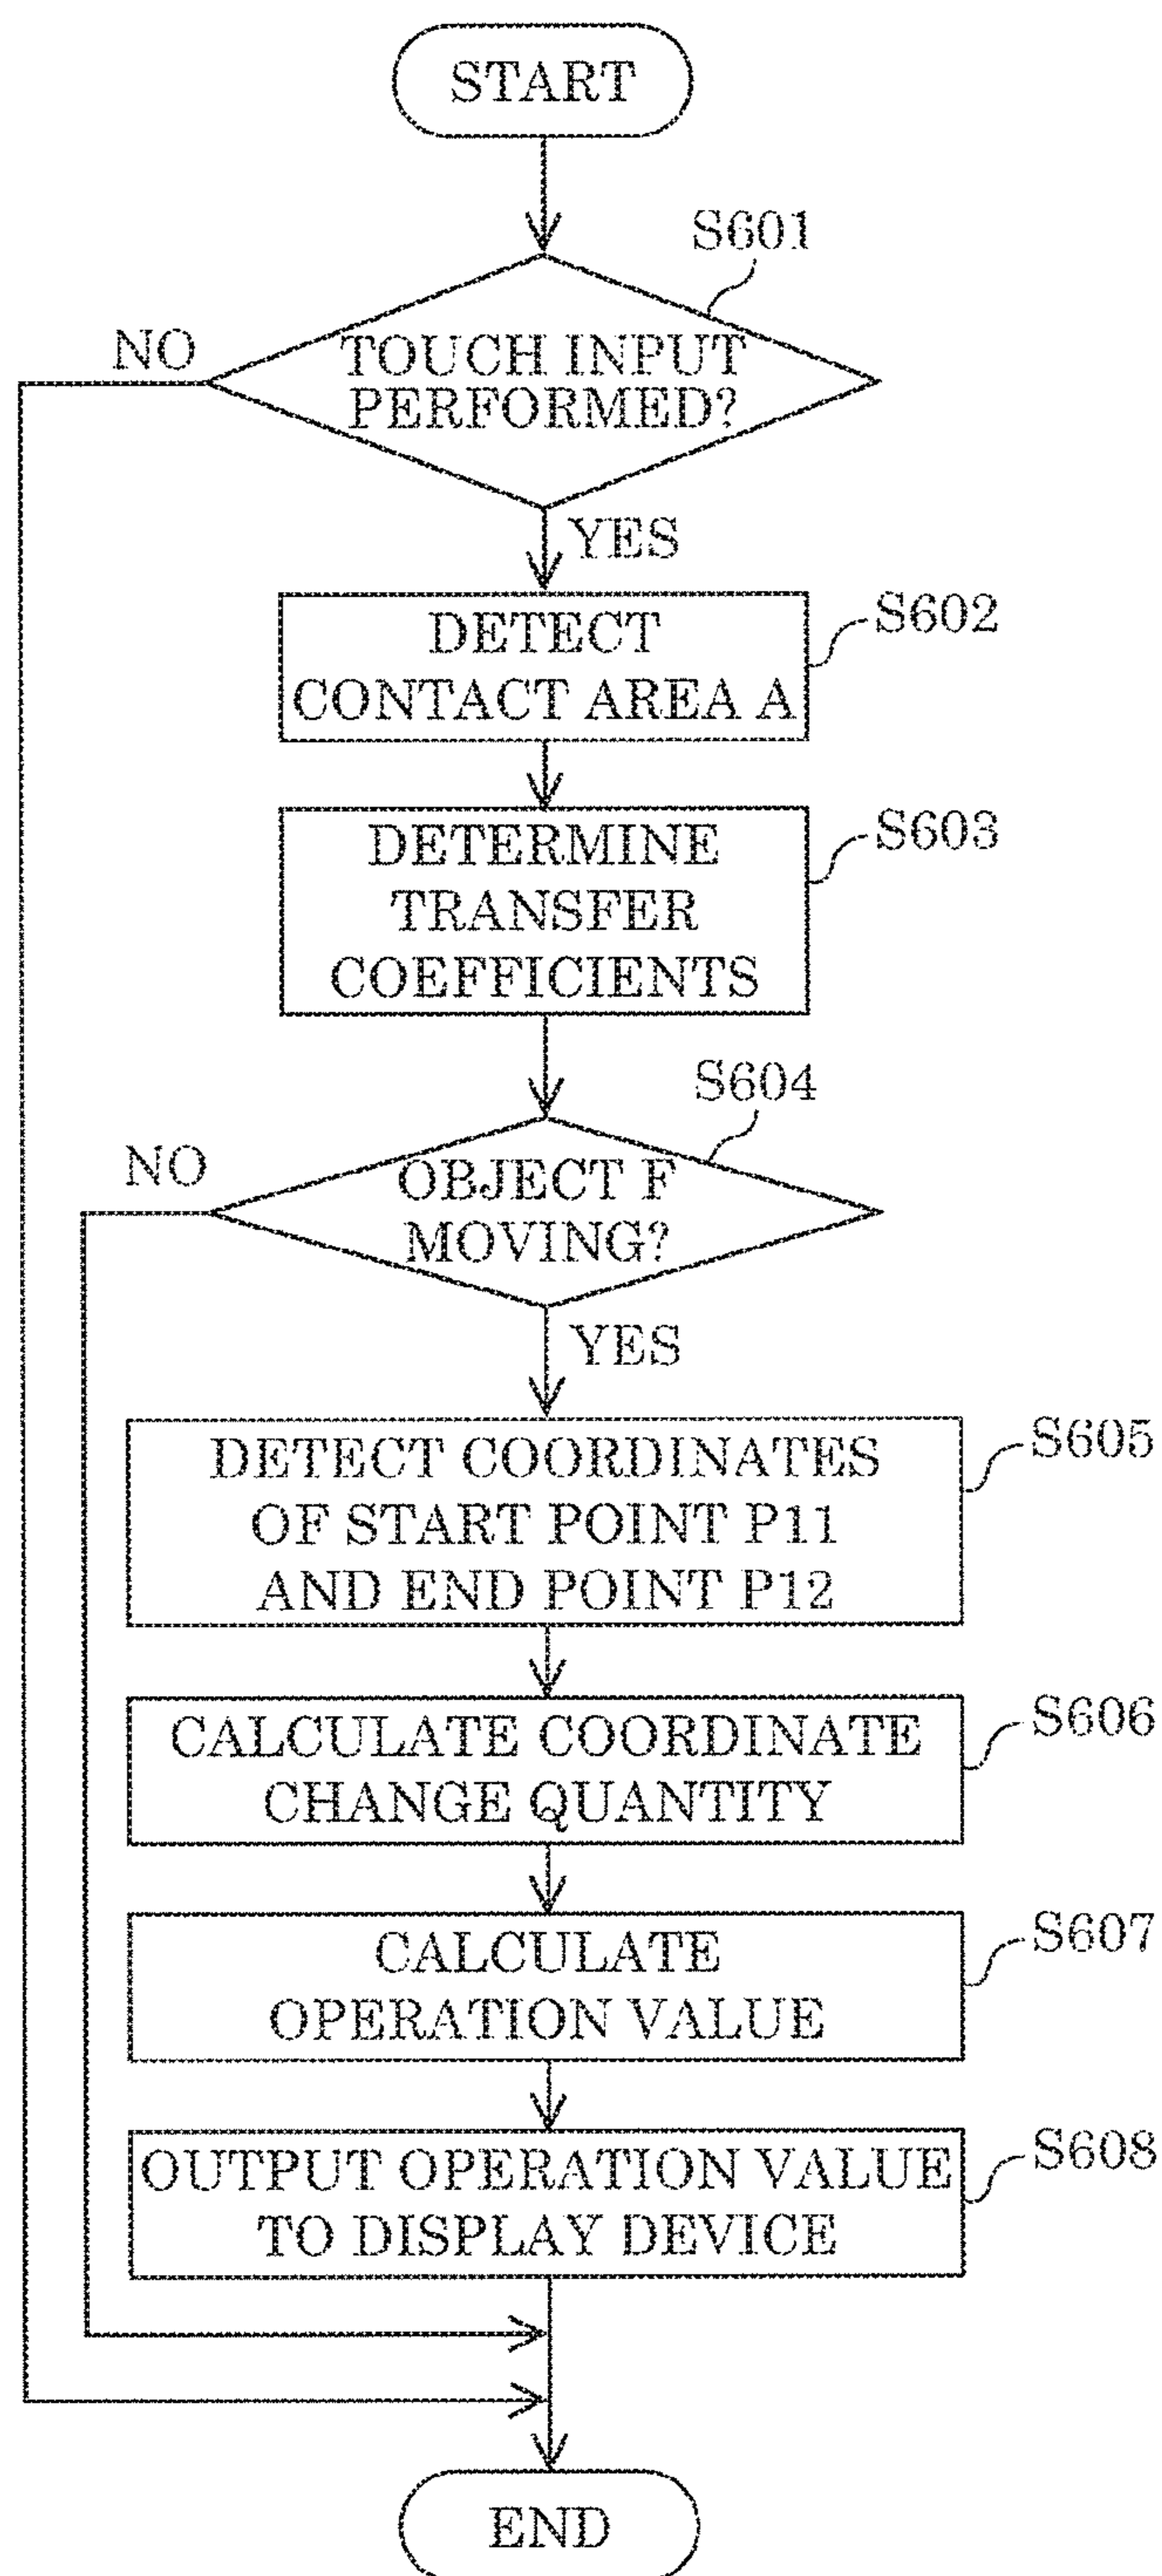 START
S601
NO
TOUCH INPUT
PERFORMED?
YES
DETECT
CONTACT AREA A
S602
DETERMINE
TRANSFER
COEFFICIENTS
S603
S604
NO
OBJECT F
MOVING?
YES
DETECT COORDINATES
OF START POINT P11
AND END POINT P12
S605
CALCULATE COORDINATE
CHANGE QUANTITY
S606
CALCULATE
OPERATION VALUE
S607
OUTPUT OPERATION VALUE
TO DISPLAY DEVICE
S608
END